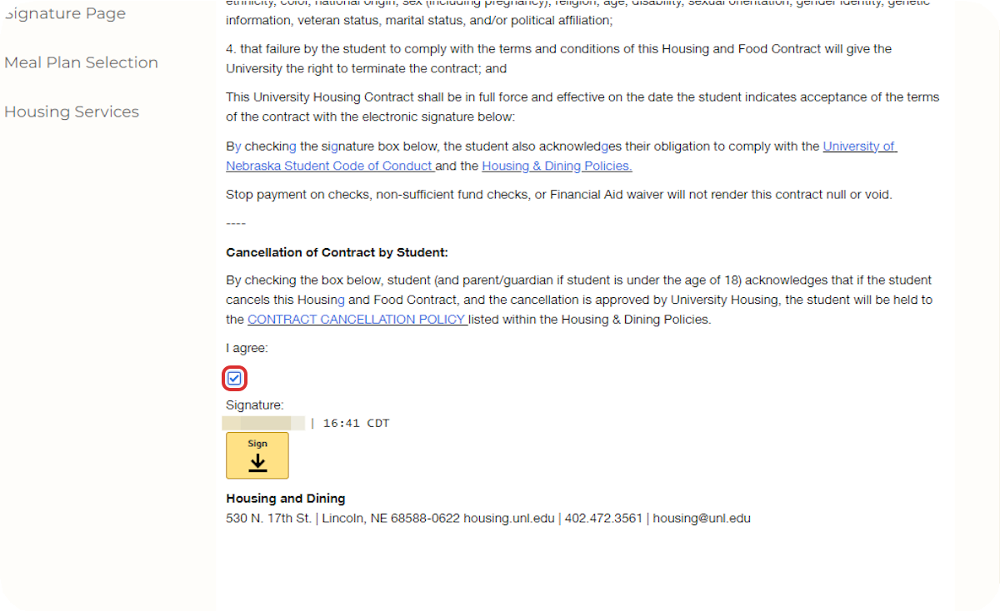 Signature Page
Meal Plan Selection
Housing Services
ethnicity, color, national origin, sex (including pregnancy), religion, age, disability, sexual orientation, gender identity, genetic
information, veteran status, marital status, and/or political affiliation;
4. that failure by the student to comply with the terms and conditions of this Housing and Food Contract will give the
University the right to terminate the contract; and
This University Housing Contract shall be in full force and effective on the date the student indicates acceptance of the terms
of the contract with the electronic signature below:
By checking the signature box below, the student also acknowledges their obligation to comply with the University of
Nebraska Student Code of Conduct and the Housing & Dining Policies.
Stop payment on checks, non-sufficient fund checks, or Financial Aid waiver will not render this contract null or void.
----
Cancellation of Contract by Student:
By checking the box below, student (and parent/guardian if student is under the age of 18) acknowledges that if the student
cancels this Housing and Food Contract, and the cancellation is approved by University Housing, the student will be held to
the CONTRACT CANCELLATION POLICY listed within the Housing & Dining Policies.
I agree:
Signature:
| 16:41 CDT
Sign
Housing and Dining
530 N. 17th St. | Lincoln, NE 68588-0622 housing.unl.edu | 402.472.3561 | housing@unl.edu